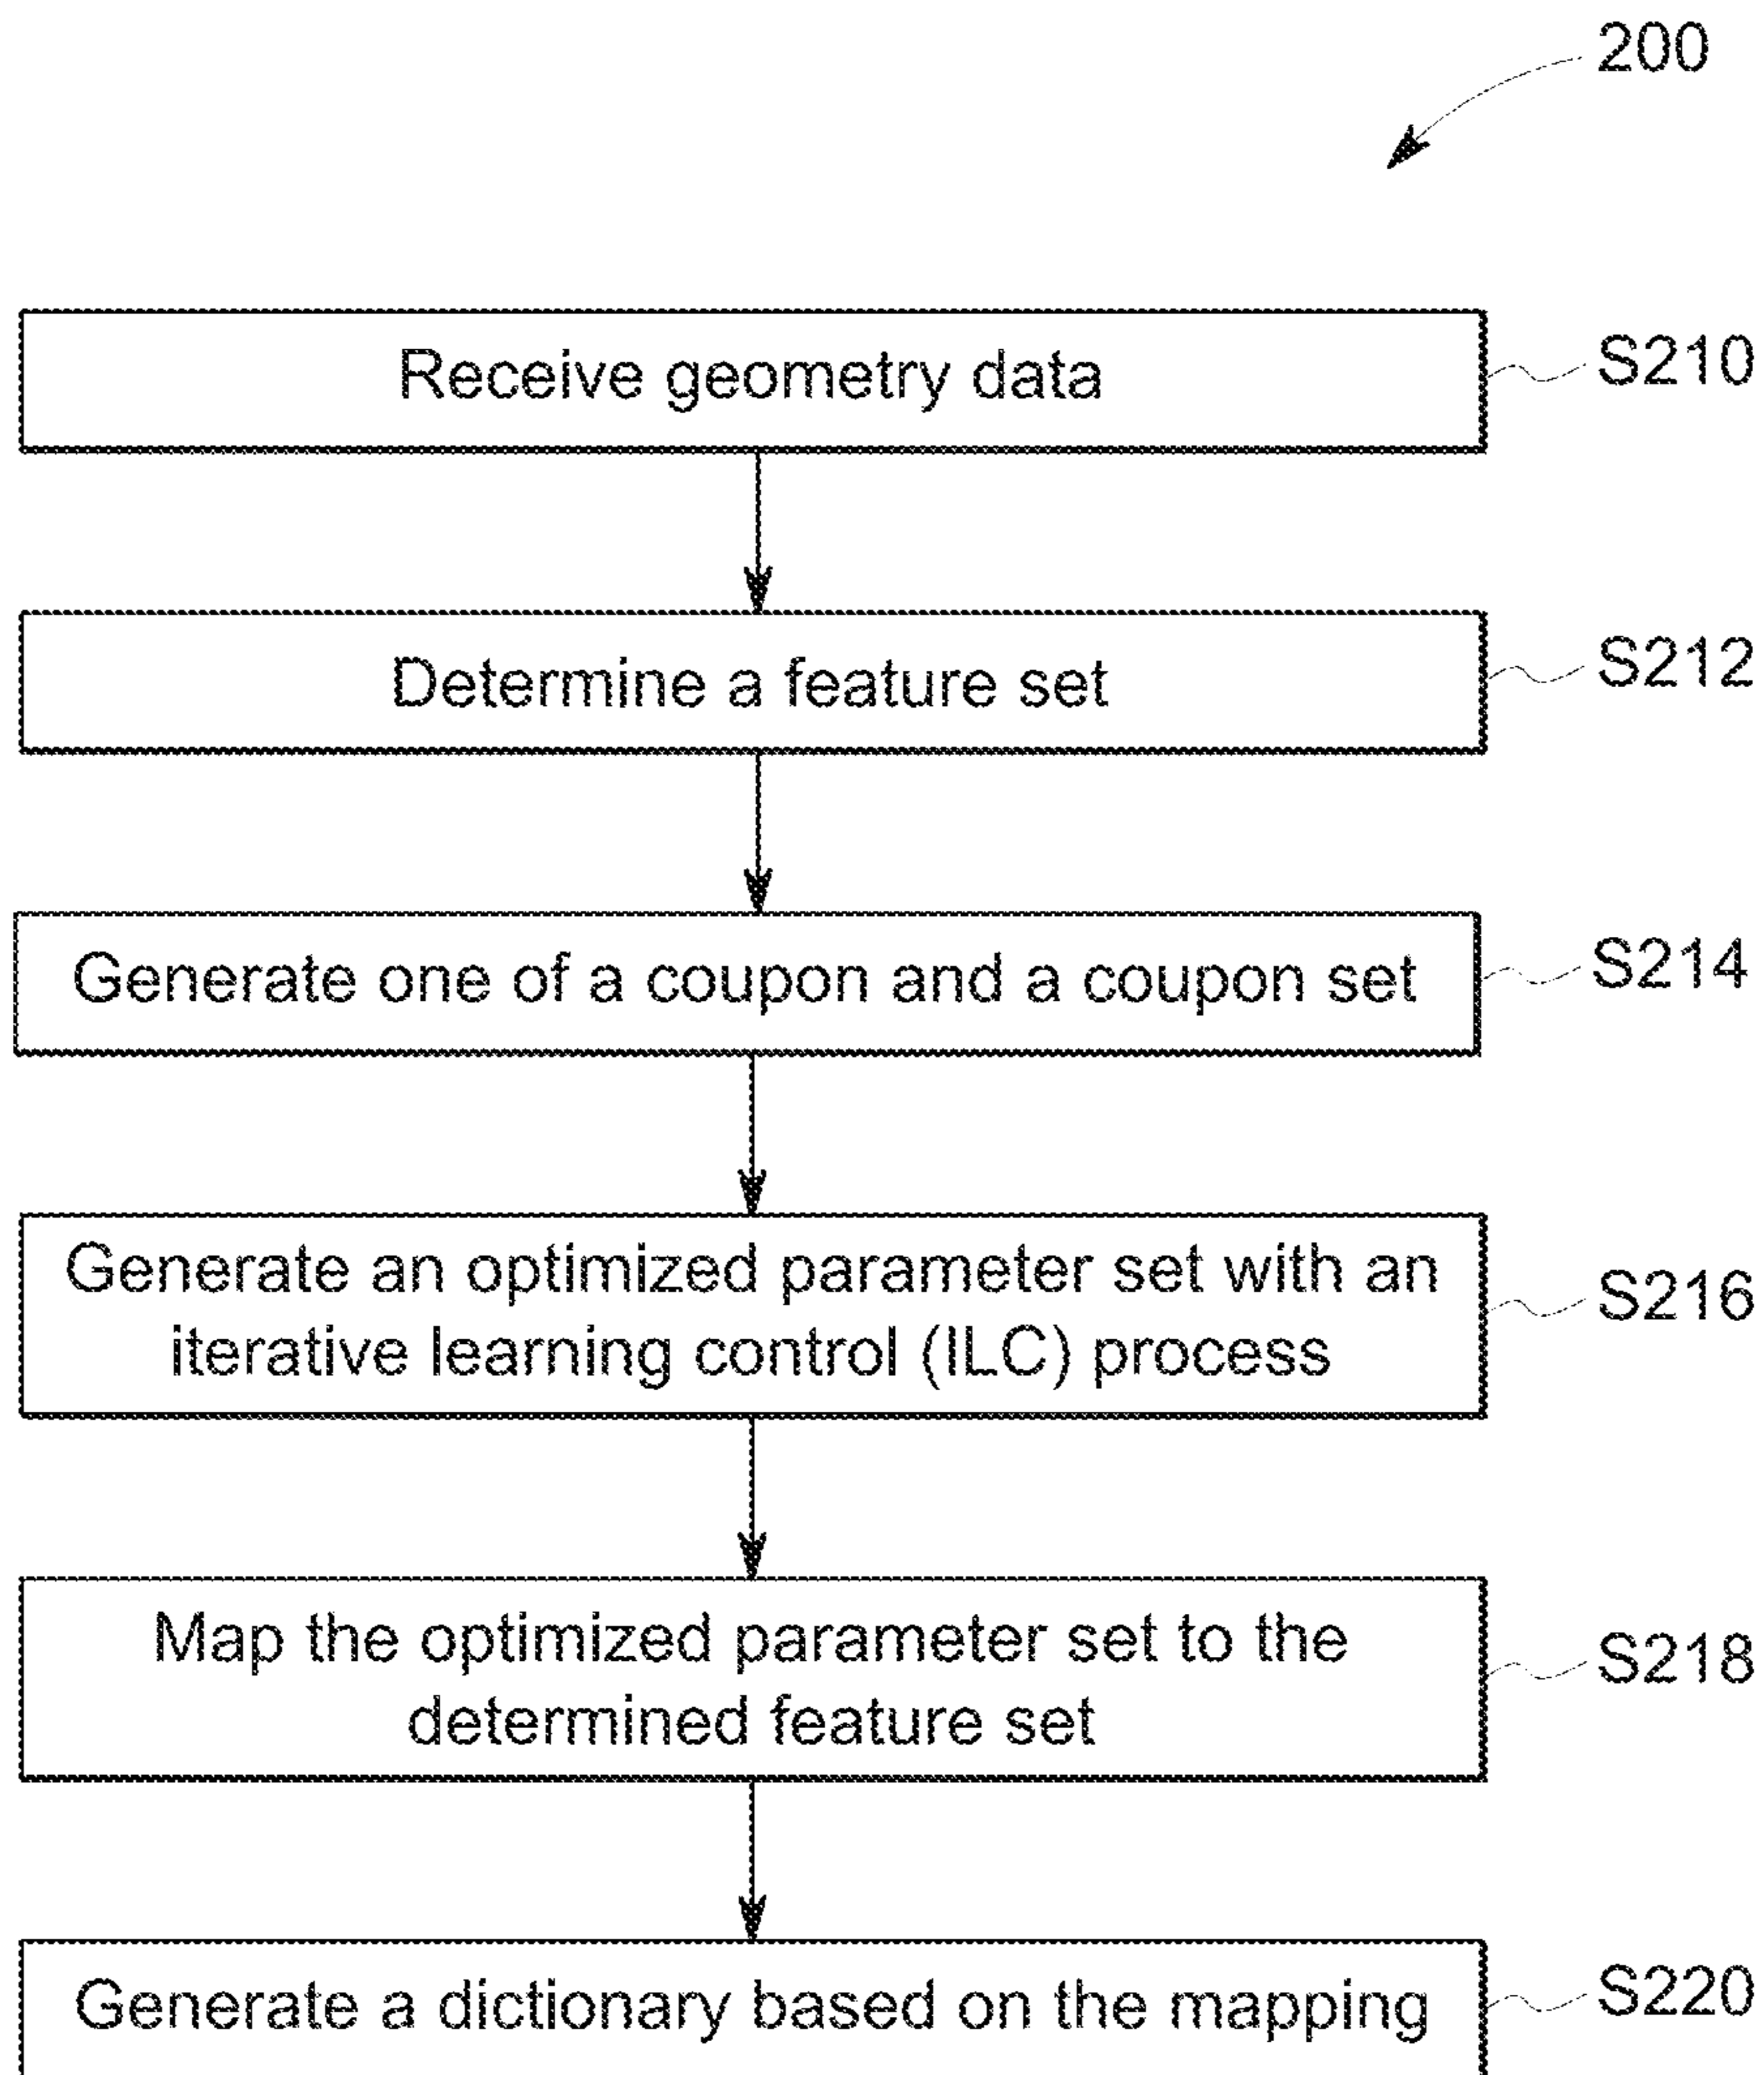 200
Receive geometry data
S210
Determine a feature set
S212
Generate one of a coupon and a coupon set
S214
Generate an optimized parameter set with an
iterative learning control (ILC) process
S216
Map the optimized parameter set to the
determined feature set
S218
Generate a dictionary based on the mapping
S220